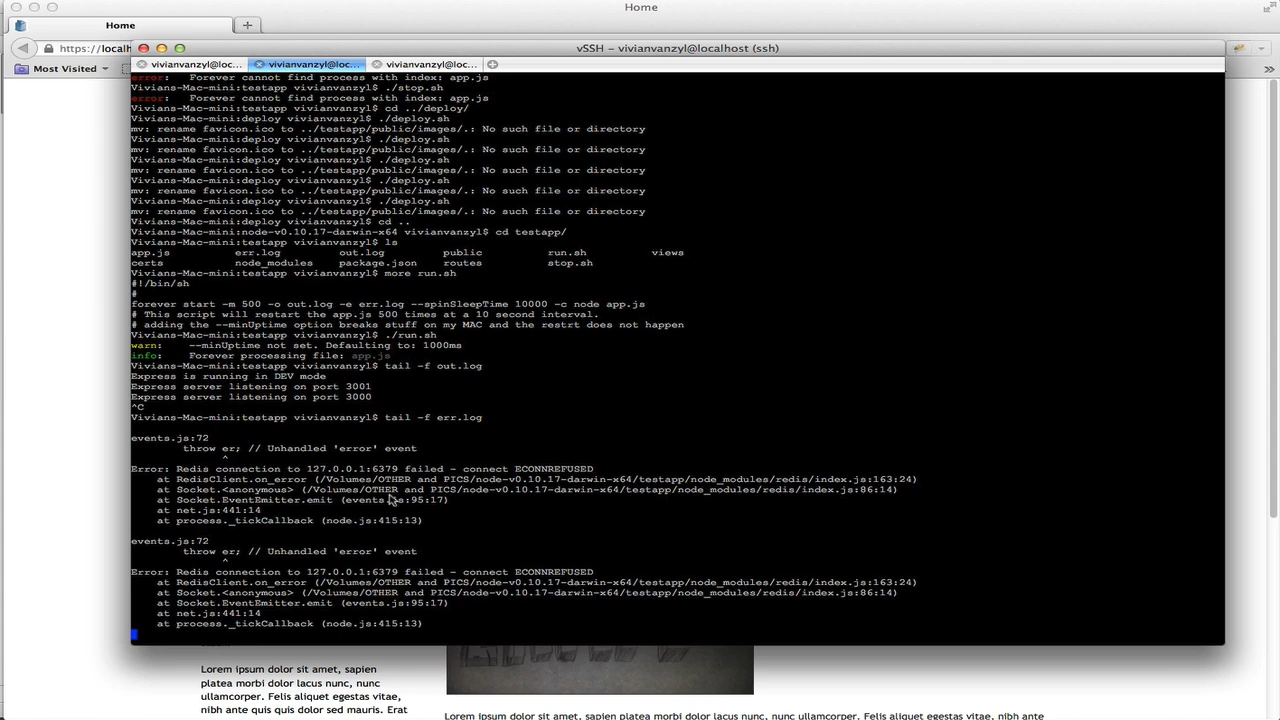 Home
Home
https://localh
vSSH – vivianvanzyl@localhost (ssh)
Most Visited
vivianvanzyl@loc...
vivianvanzyl@loc...
vivianvanzyl@loc...
error:   Forever cannot find process with index: app.js
Vivians-Mac-mini:testapp vivianvanzyl$ ./stop.sh
error:   Forever cannot find process with index: app.js
Vivians-Mac-mini:testapp vivianvanzyl$ cd ../deploy/
Vivians-Mac-mini:deploy vivianvanzyl$ ./deploy.sh
mv: rename favicon.ico to ../testapp/public/images/.: No such file or directory
Vivians-Mac-mini:deploy vivianvanzyl$ ./deploy.sh
mv: rename favicon.ico to ../testapp/public/images/.: No such file or directory
Vivians-Mac-mini:deploy vivianvanzyl$ ./deploy.sh
mv: rename favicon.ico to ../testapp/public/images/.: No such file or directory
Vivians-Mac-mini:deploy vivianvanzyl$ ./deploy.sh
mv: rename favicon.ico to ../testapp/public/images/.: No such file or directory
Vivians-Mac-mini:deploy vivianvanzyl$ ./deploy.sh
mv: rename favicon.ico to ../testapp/public/images/.: No such file or directory
Vivians-Mac-mini:deploy vivianvanzyl$ cd ..
Vivians-Mac-mini:node-v0.10.17-darwin-x64 vivianvanzyl$ cd testapp/
Vivians-Mac-mini:testapp vivianvanzyl$ ls
app.js          err.log         out.log         public          run.sh          views
certs           node_modules    package.json    routes          stop.sh
Vivians-Mac-mini:testapp vivianvanzyl$ more run.sh
#!/bin/sh
#
forever start -m 500 -o out.log -e err.log --spinSleepTime 10000 -c node app.js
# This script will restart the app.js 500 times at a 10 second interval.
# adding the --minUptime option breaks stuff on my MAC and the restrt does not happen
Vivians-Mac-mini:testapp vivianvanzyl$ ./run.sh
warn:    --minUptime not set. Defaulting to: 1000ms
info:    Forever processing file: app.js
Vivians-Mac-mini:testapp vivianvanzyl$ tail -f out.log
Express is running in DEV mode
Express server listening on port 3001
Express server listening on port 3000
^C
Vivians-Mac-mini:testapp vivianvanzyl$ tail -f err.log
events.js:72
        throw er; // Unhandled 'error' event
              ^
Error: Redis connection to 127.0.0.1:6379 failed - connect ECONNREFUSED
    at RedisClient.on_error (/Volumes/OTHER and PICS/node-v0.10.17-darwin-x64/testapp/node_modules/redis/index.js:163:24)
    at Socket.<anonymous> (/Volumes/OTHER and PICS/node-v0.10.17-darwin-x64/testapp/node_modules/redis/index.js:86:14)
    at Socket.EventEmitter.emit (events.js:95:17)
    at net.js:441:14
    at process._tickCallback (node.js:415:13)
events.js:72
        throw er; // Unhandled 'error' event
              ^
Error: Redis connection to 127.0.0.1:6379 failed - connect ECONNREFUSED
    at RedisClient.on_error (/Volumes/OTHER and PICS/node-v0.10.17-darwin-x64/testapp/node_modules/redis/index.js:163:24)
    at Socket.<anonymous> (/Volumes/OTHER and PICS/node-v0.10.17-darwin-x64/testapp/node_modules/redis/index.js:86:14)
    at Socket.EventEmitter.emit (events.js:95:17)
    at net.js:441:14
    at process._tickCallback (node.js:415:13)
Lorem ipsum dolor sit amet, sapien
platea morbi dolor lacus nunc, nunc
ullamcorper. Felis aliquet egestas vitae,
nibh ante quis quis dolor sed mauris. Erat
Lorem ipsum dolor sit amet, sapien platea morbi dolor lacus nunc, nunc ullamcorper. Felis aliquet egestas vitae,